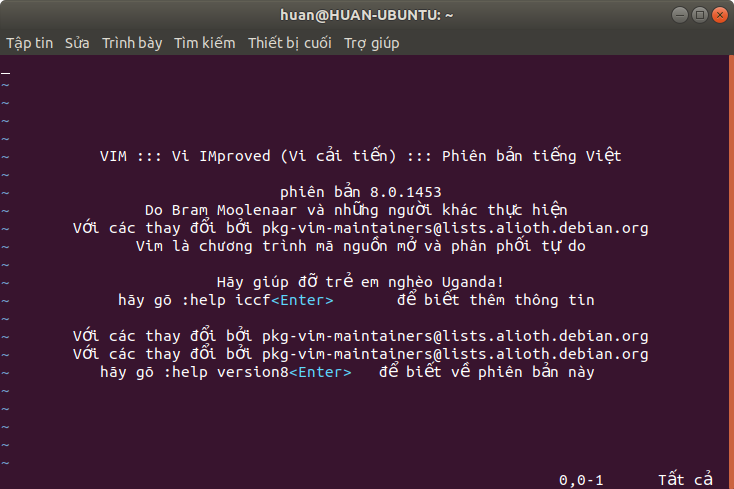 huan@HUAN-UBUNTU: ~
Tập tin Sửa Trình bày Tìm kiếm Thiết bị cuối Trợ giúp
~
~
~
~
~ VIM ::: Vi IMproved (Vi cải tiến) ::: Phiên bản tiếng Việt
~
~ phiên bản 8.0.1453
~ Do Bram Moolenaar và những người khác thực hiện
~ Với các thay đổi bởi pkg-vim-maintainers@lists.alioth.debian.org
~ Vim là chương trình mã nguồn mở và phân phối tự do
~
~ Hãy giúp đỡ trẻ em nghèo Uganda!
~ hãy gõ :help iccf<Enter> để biết thêm thông tin
~
~ Với các thay đổi bởi pkg-vim-maintainers@lists.alioth.debian.org
~ Với các thay đổi bởi pkg-vim-maintainers@lists.alioth.debian.org
~ hãy gõ :help version8<Enter> để biết về phiên bản này
~
~
~
~
~
0,0-1 Tất cả